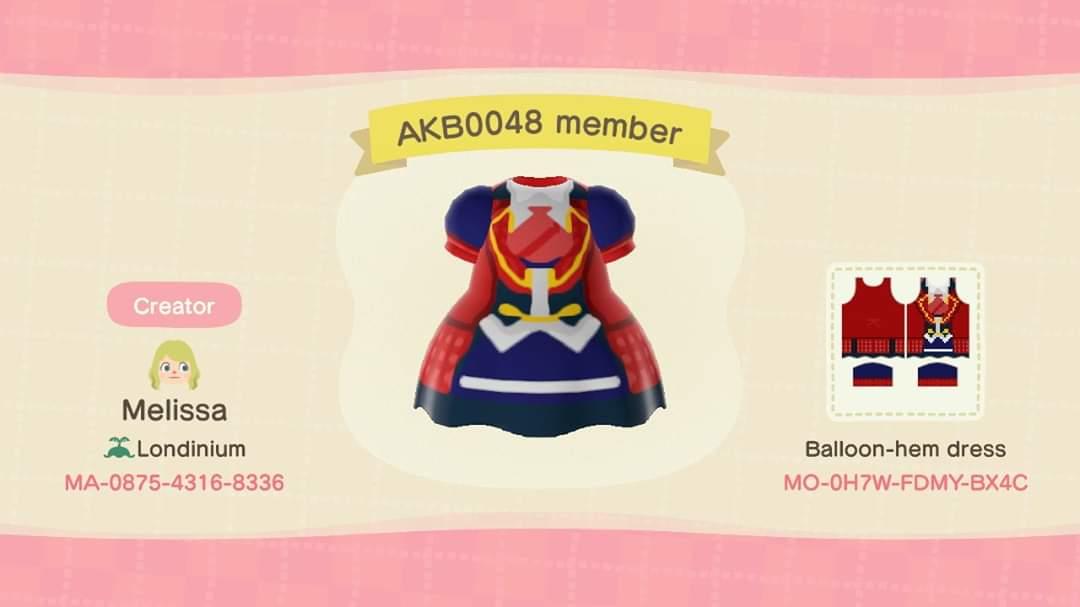 AKB0048 member
Creator
Melissa
Londinium
MA-0875-4316-8336
Balloon-hem dress
MO-0H7W-FDMY-BX4C